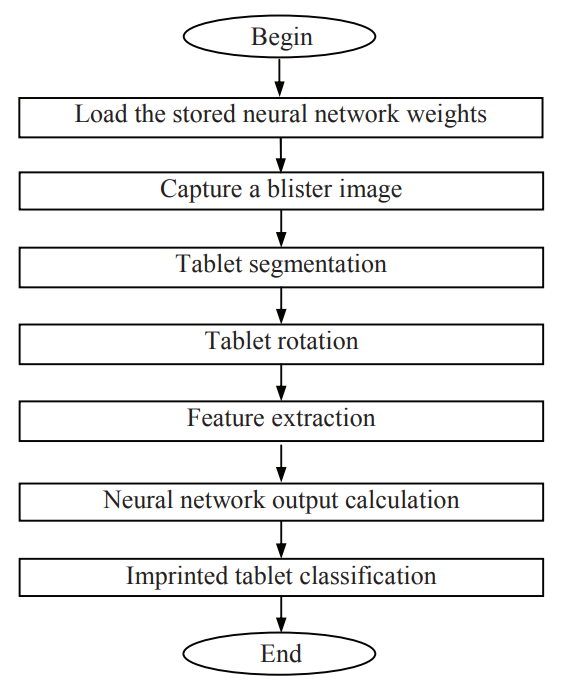 Begin
Load the stored neural network weights
Capture a blister image
Tablet segmentation
Tablet rotation
Feature extraction
Neural network output calculation
Imprinted tablet classification
End